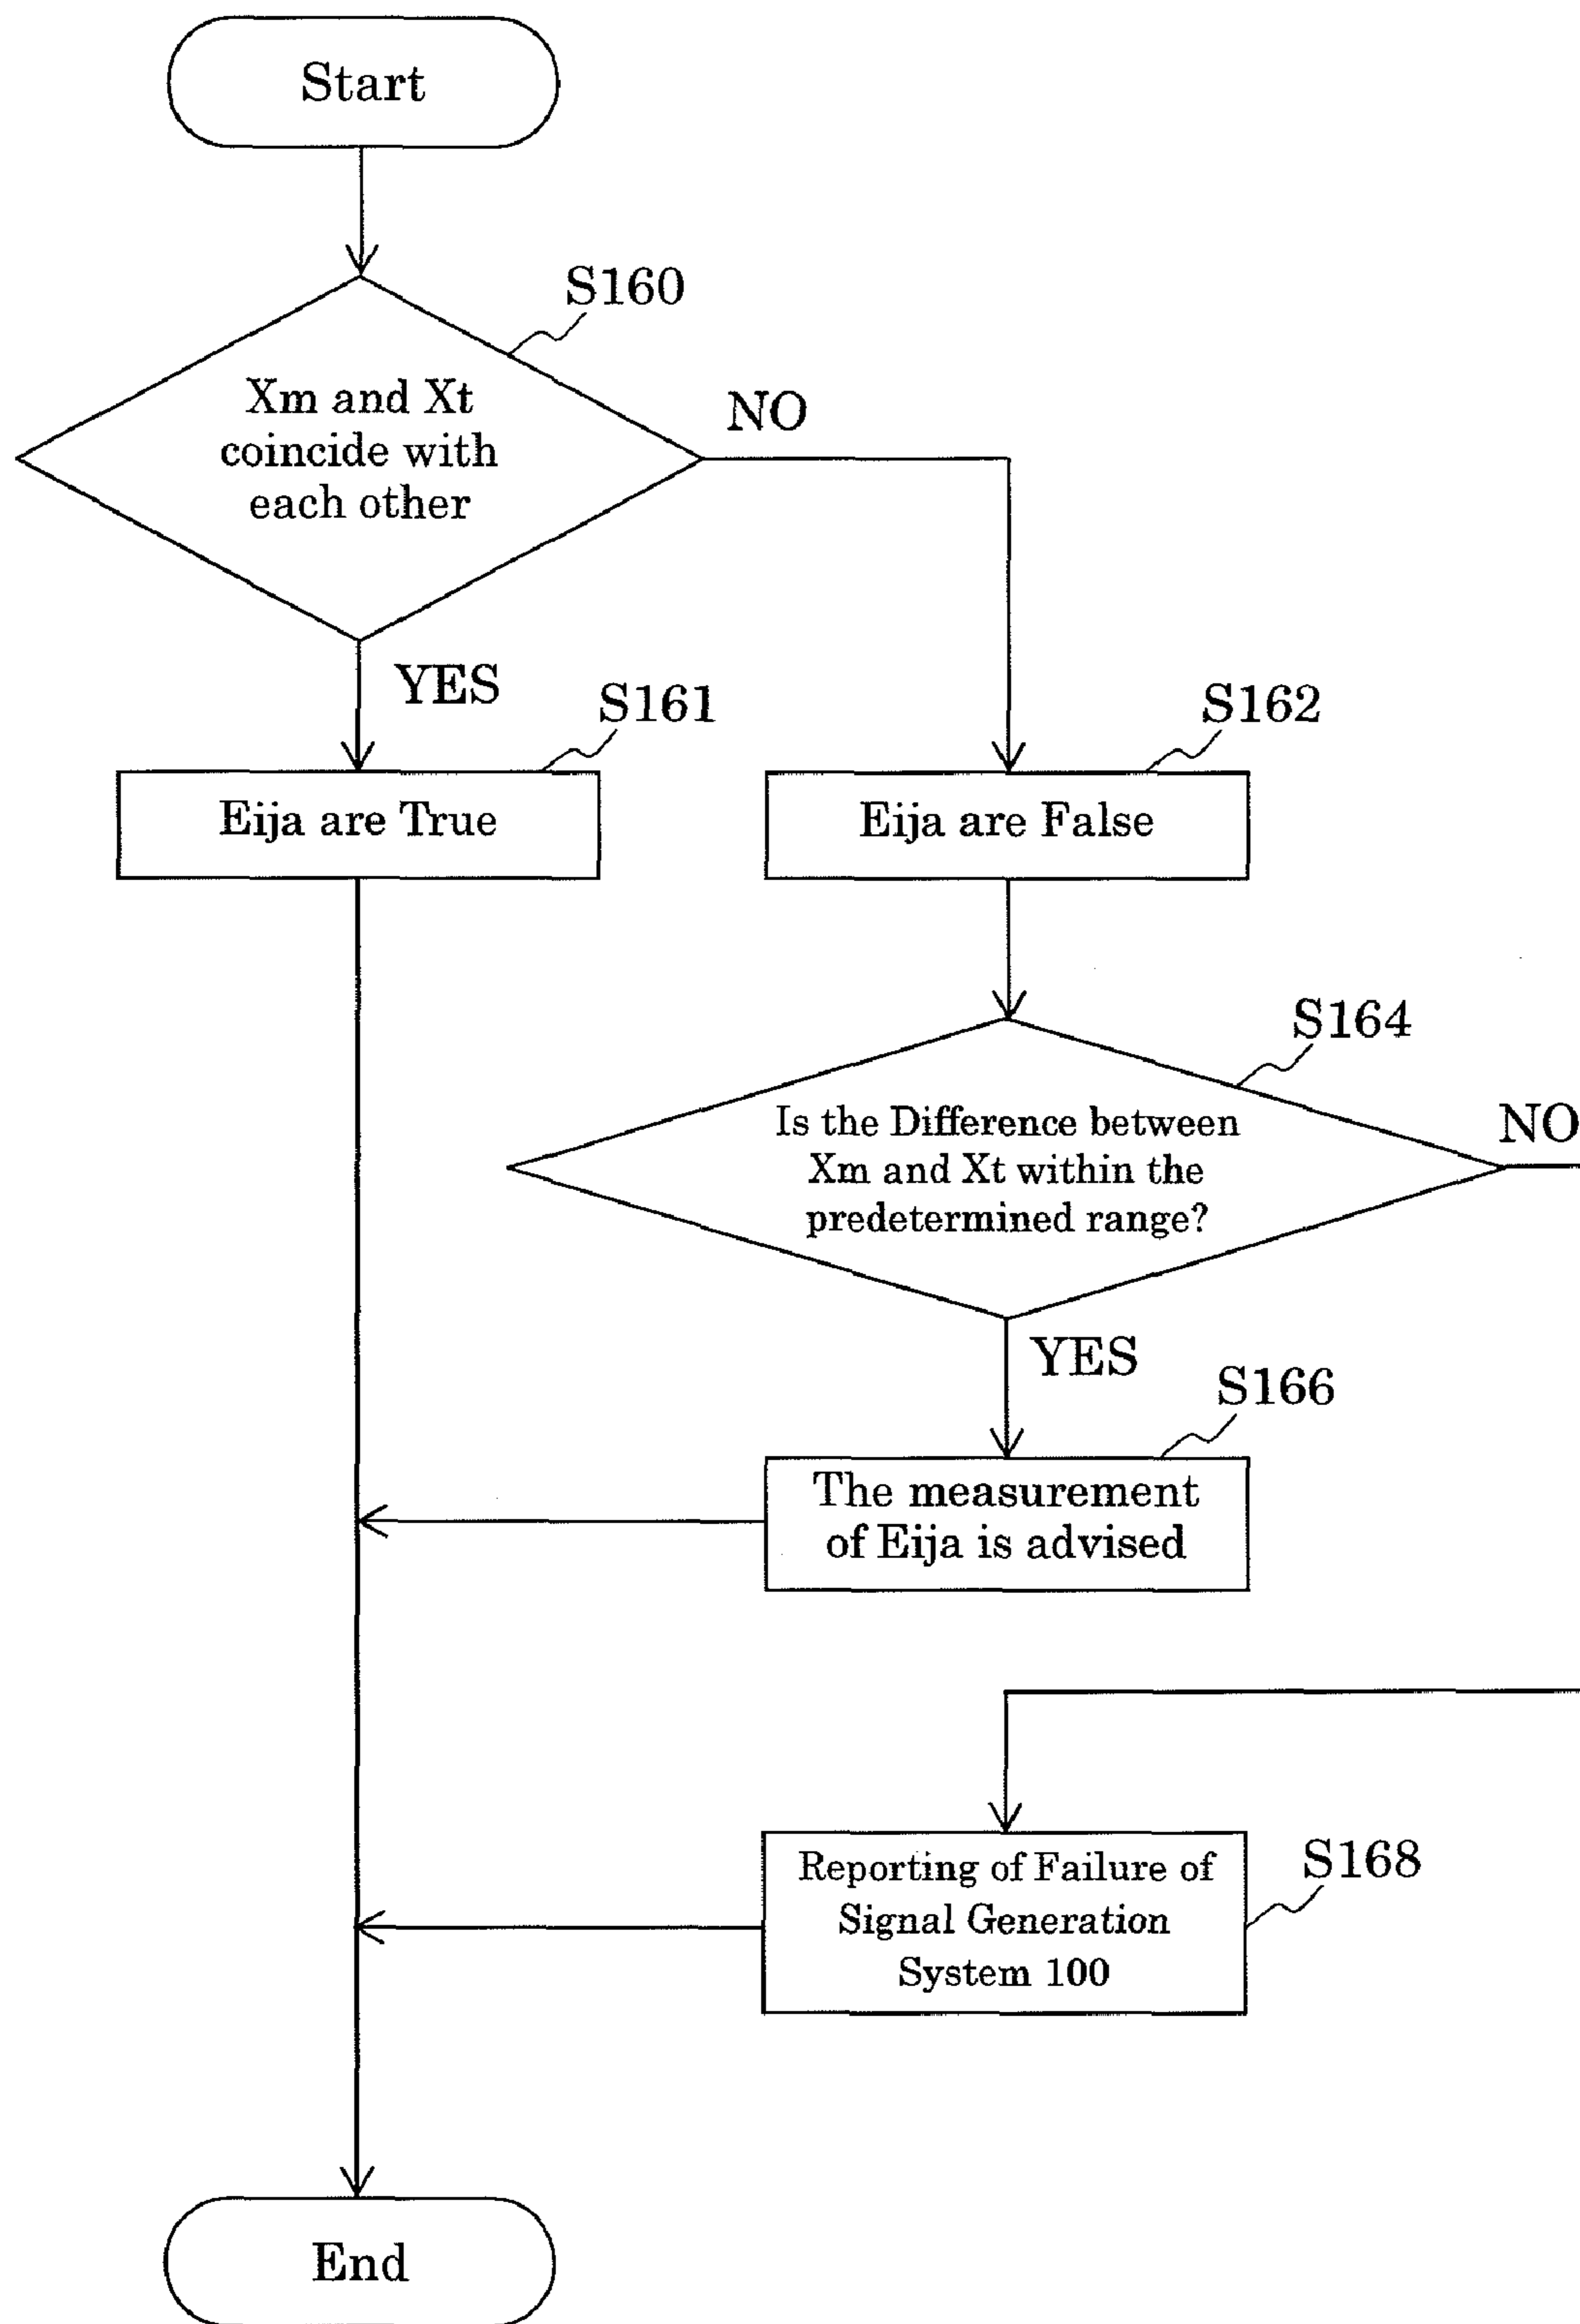 Start
S160
Xm and Xt
coincide with
each other
NO
YES
S161
S162
Eija are True
Eija are False
S164
Is the Difference between
Xm and Xt within the
predetermined range?
NO
YES
S166
The measurement
of Eija is advised
Reporting of Failure of
Signal Generation
System 100
S168
End